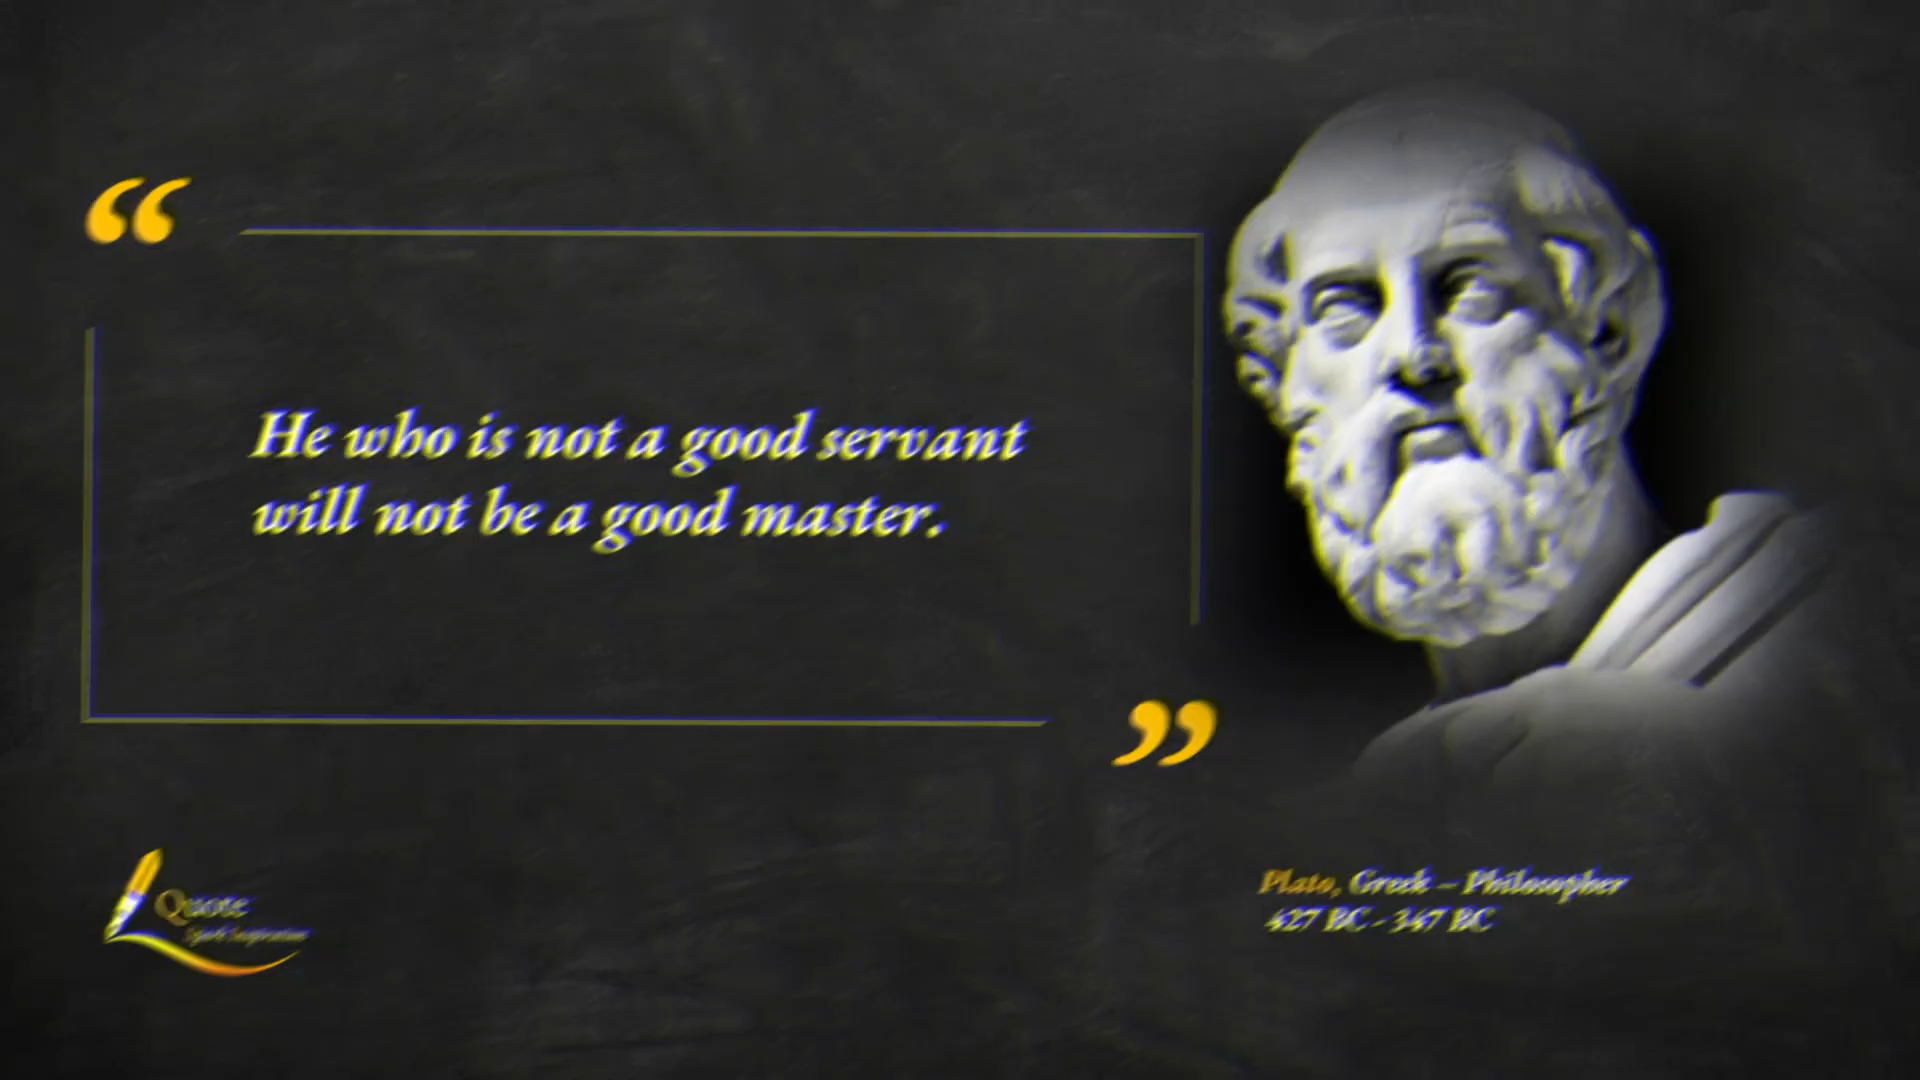 “
He who is not a good servant
will not be a good master.
”
Quote
Plato, Greek – Philosopher
427 BC - 347 BC